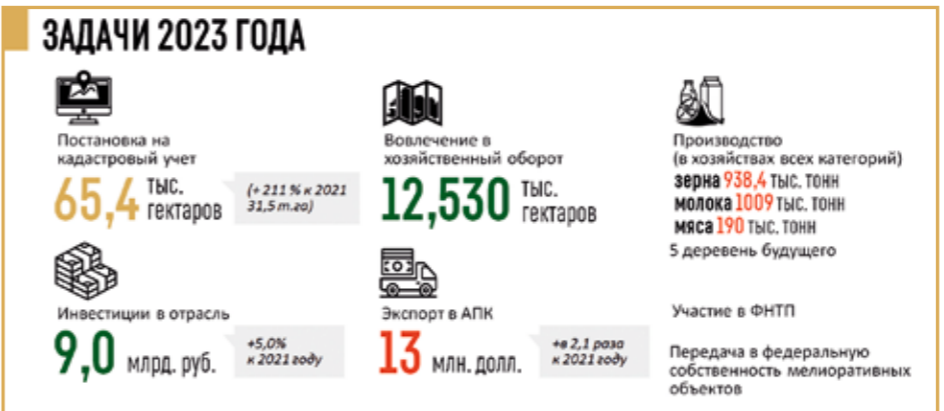 ЗАДАЧИ 2023 ГОДА
Постановка на
кадастровый учет
65,4 тыс.
гектаров
(+ 211 % к 2021
31,5 т.га)
Вовлечение в
хозяйственный оборот
12,530 тыс.
гектаров
Производство
(в хозяйствах всех категорий)
зерна 938,4 тыс. тонн
молока 1009 тыс. тонн
мяса 190 тыс. тонн
5 деревень будущего
Инвестиции в отрасль
9,0 млрд. руб.
+5,0%
к 2021 году
Экспорт в АПК
13 млн. долл.
+в 2,1 раза
к 2021 году
Участие в ФНТП
Передача в федеральную
собственность мелиоративных
объектов